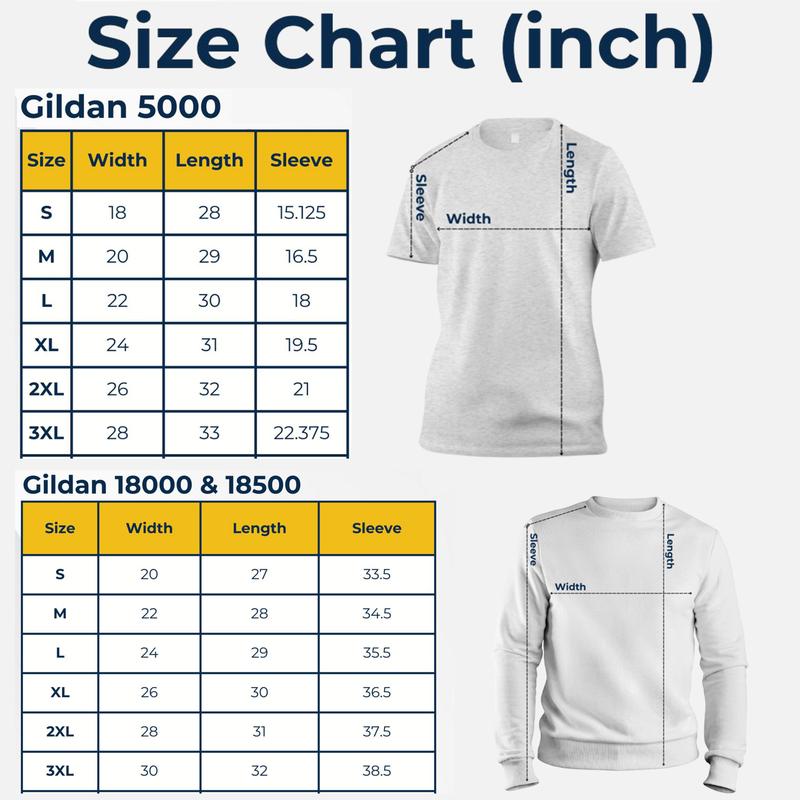 Size Chart (inch)
Gildan 5000
Size Width Length Sleeve
S 18 28 15.125
M 20 29 16.5
L 22 30 18
XL 24 31 19.5
2XL 26 32 21
3XL 28 33 22.375
Sleeve
Width
Length
Gildan 18000 & 18500
Size Width Length Sleeve
S 20 27 33.5
M 22 28 34.5
L 24 29 35.5
XL 26 30 36.5
2XL 28 31 37.5
3XL 30 32 38.5
Sleeve
Width
Length